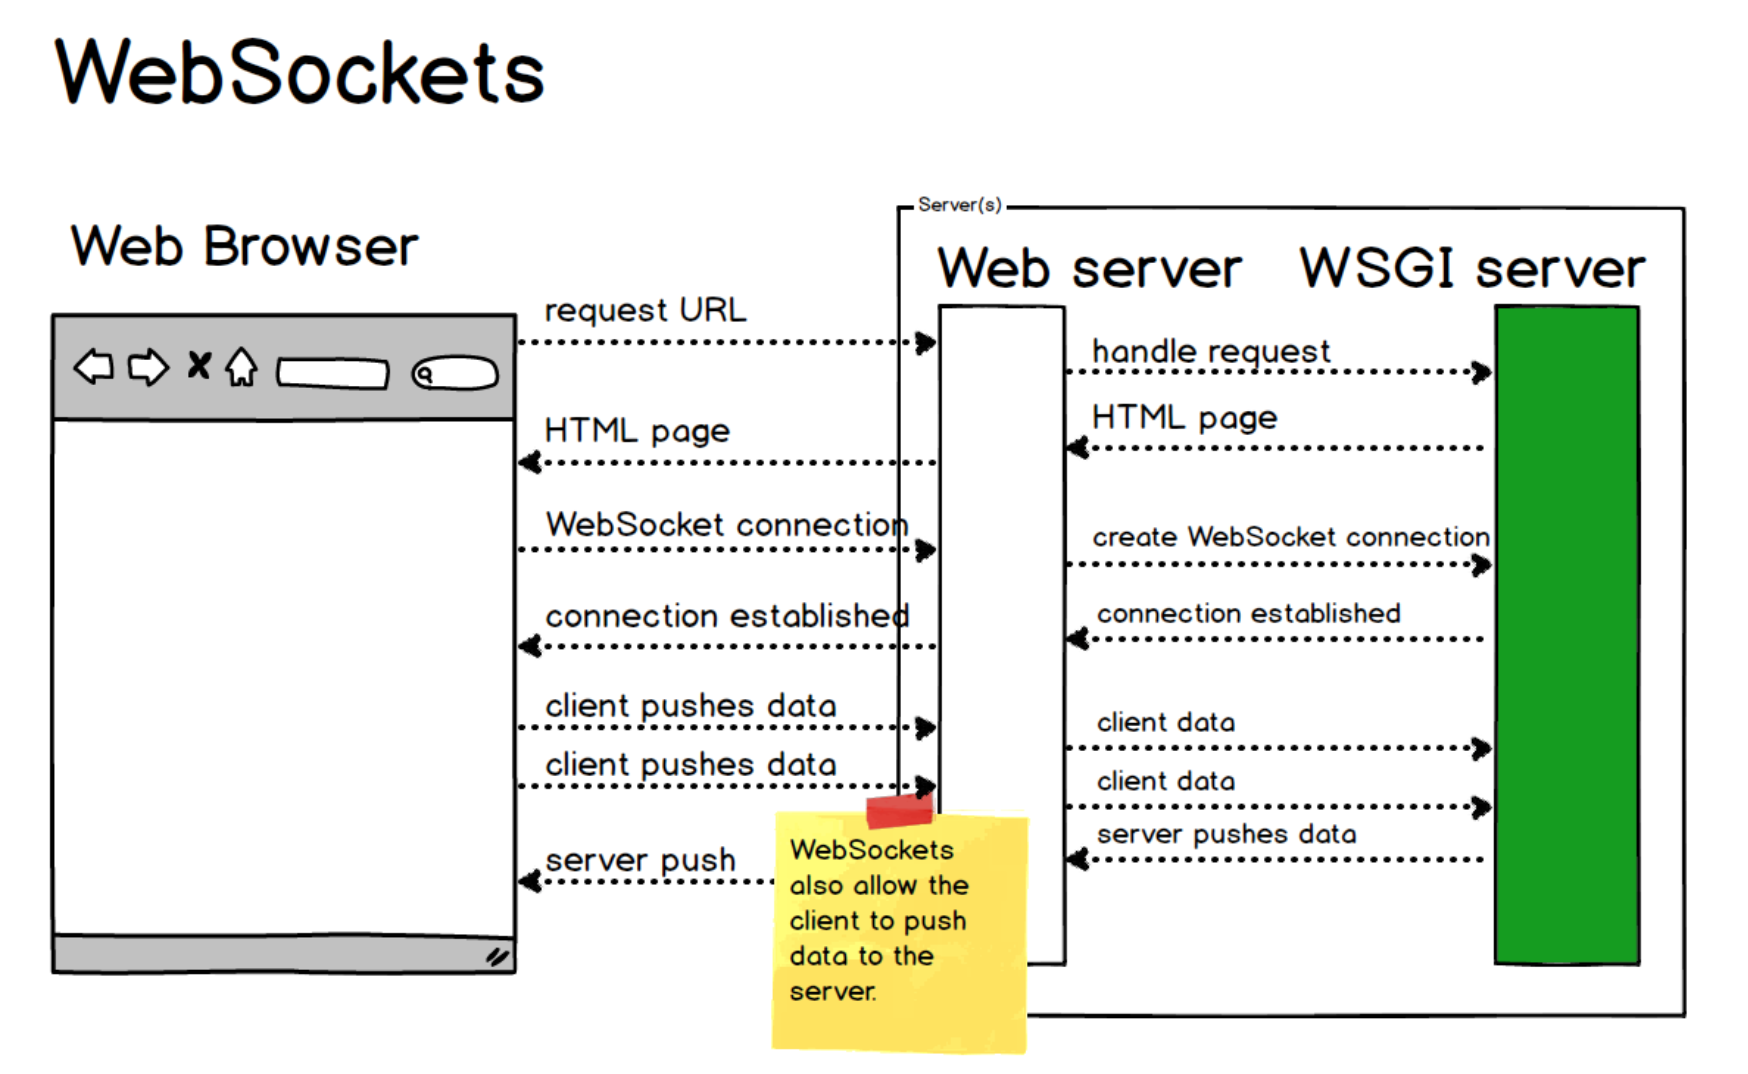 WebSockets
Server(s)
Web Browser
Web server
WSGI server
request URL
handle request
HTML page
HTML page
WebSocket connection
create WebSocket connection
connection established
connection established
client pushes data
client data
client pushes data
client data
server pushes data
server push
WebSockets
also allow the
client to push
data to the
server.